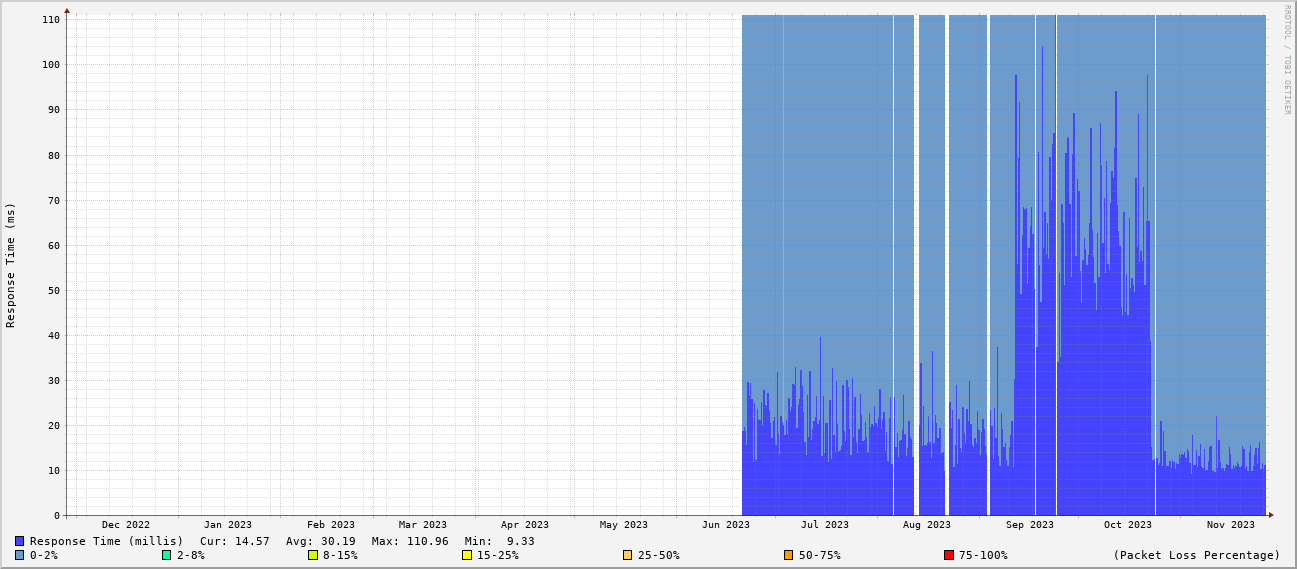 RRDTOOL / TOBI OETIKER
Response Time (ms)
110
100
90
80
70
60
50
40
30
20
10
0
Dec 2022 Jan 2023 Feb 2023 Mar 2023 Apr 2023 May 2023 Jun 2023 Jul 2023 Aug 2023 Sep 2023 Oct 2023 Nov 2023
Response Time (millis) Cur: 14.57 Avg: 30.19 Max: 110.96 Min: 9.33
0-2% 2-8% 8-15% 15-25% 25-50% 50-75% 75-100% (Packet Loss Percentage)